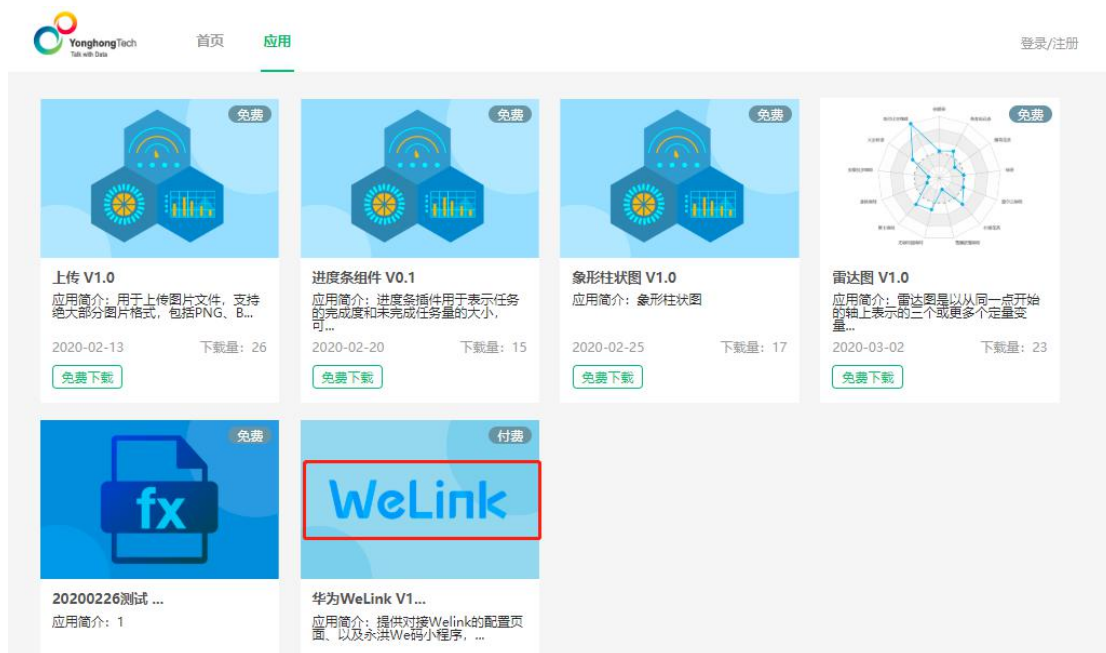 YonghongTech
Talk with Data
首页
应用
登录/注册
免费
免费
免费
免费
上传 V1.0
应用简介：用于上传图片文件，支持
绝大部分图片格式，包括PNG、B...
2020-02-13
下载量：26
免费下载
进度条组件 V0.1
应用简介：进度条插件用于表示任务
的完成度和未完成任务量的大小，
可...
2020-02-20
下载量：15
免费下载
象形柱状图 V1.0
应用简介：象形柱状图
2020-02-25
下载量：17
免费下载
雷达图 V1.0
应用简介：雷达图是以从同一点开始
的轴上表示的三个或更多个定量变
量...
2020-03-02
下载量：23
免费下载
免费
fx
20200226测试 ...
应用简介：1
付费
WeLink
华为WeLink V1...
应用简介：提供对接Welink的配置页
面、以及永洪We码小程序，...